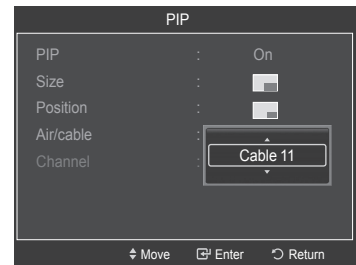 PIP
PIP : On
Size :
Position :
Air/cable :
Channel : Cable 11
Move Enter Return